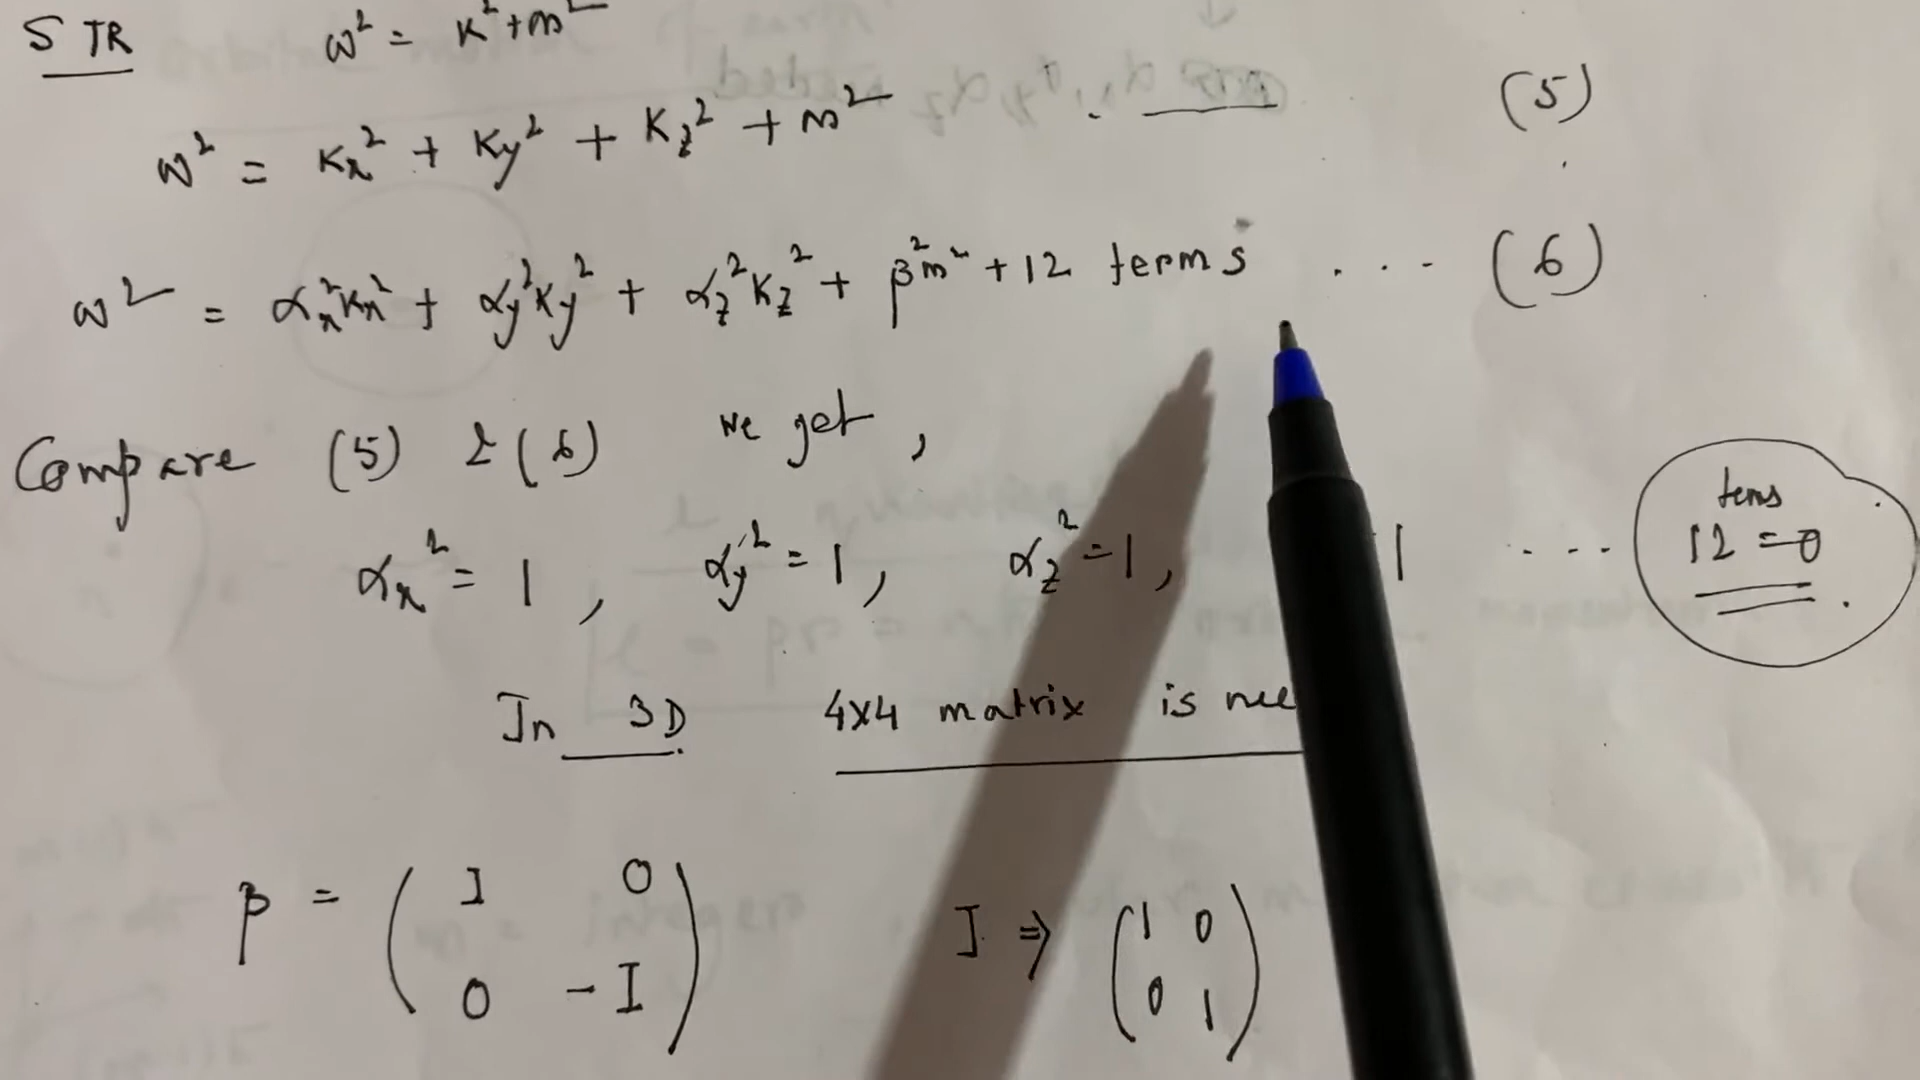 STR ω² = K²+m²
ω² = Kx² + Ky² + Kz² + m² . —— (5)
ω² = αx²Kx² + αy²Ky² + αz²Kz² + β²m² + 12 terms ... (6)
Compare (5) & (6) we get,
αx² = 1, αy² = 1, αz² = 1, 1 ... terms
12 = 0
In 3D 4x4 matrix is nee
β = ( I 0 I ⇒ ( 1 0
0 -I ) 0 1 )